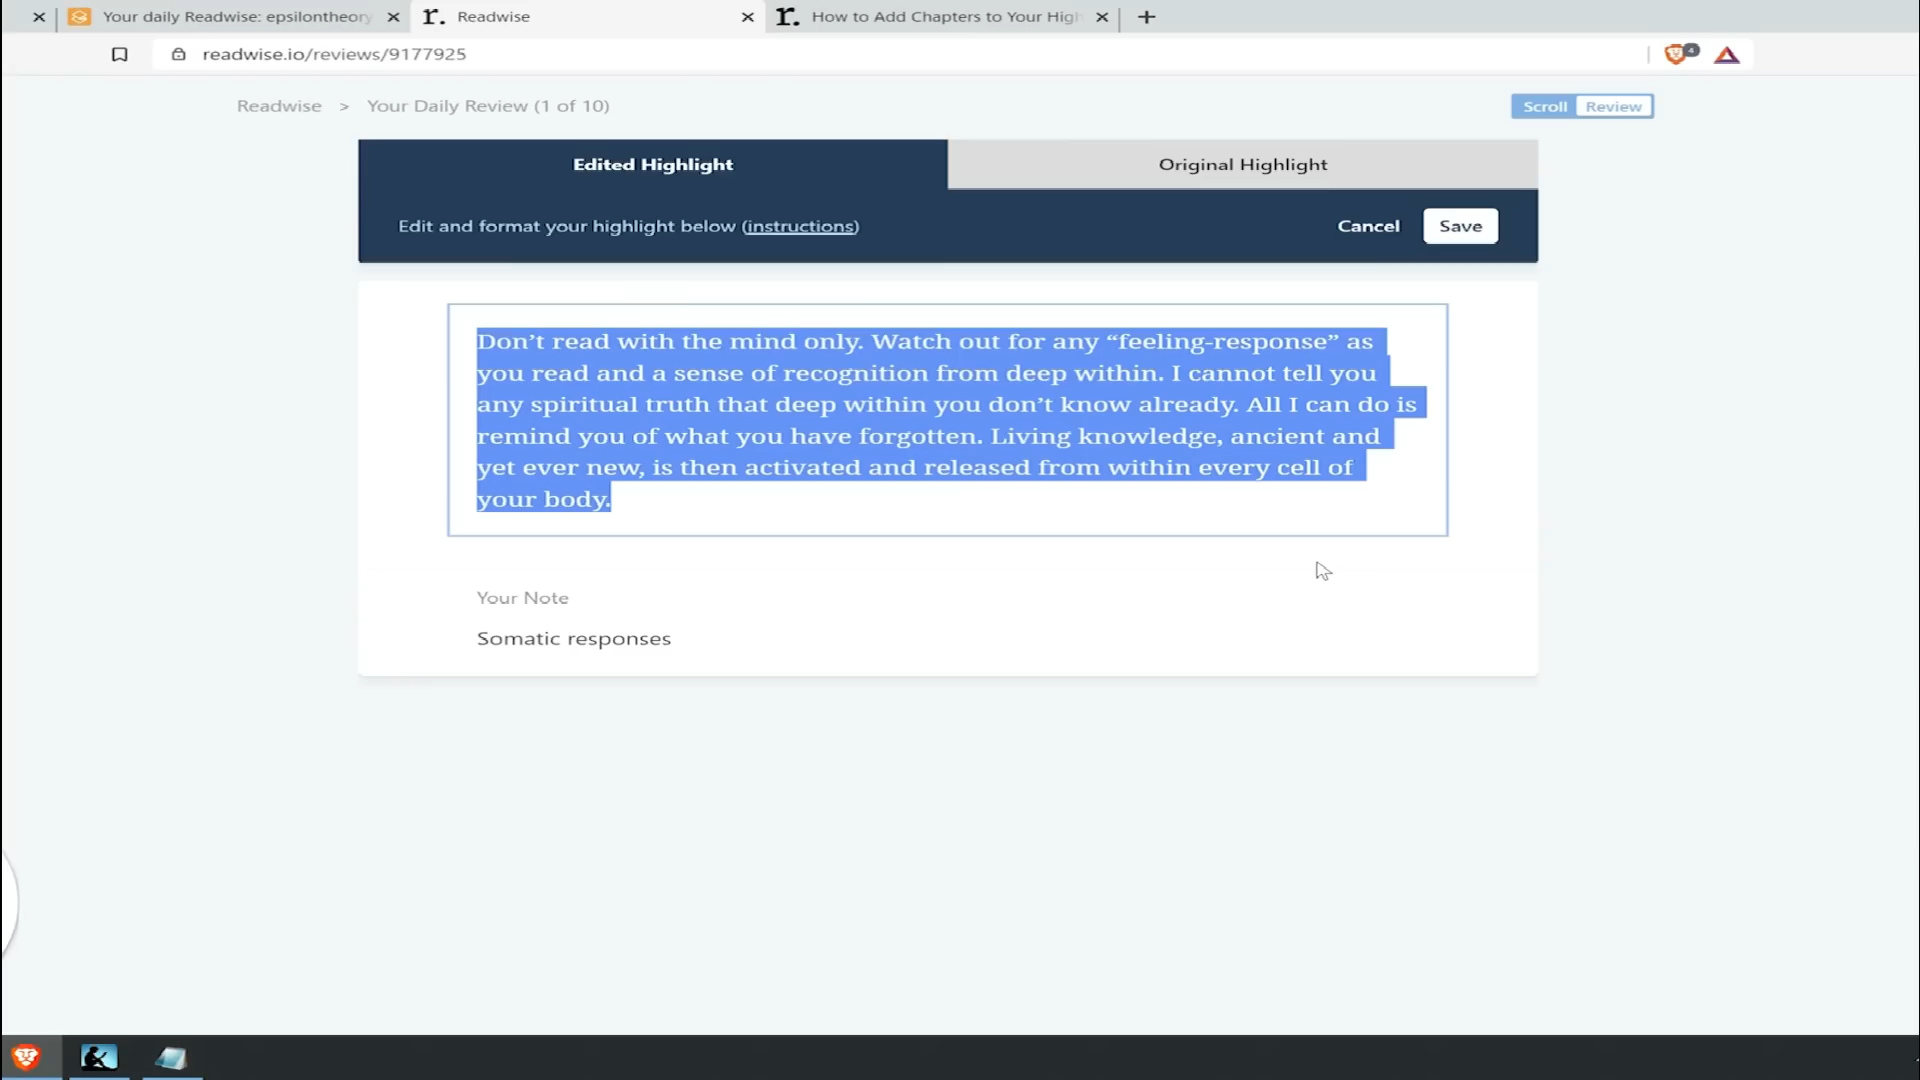 Your daily Readwise: epsilontheory
Readwise
How to Add Chapters to Your High
readwise.io/reviews/9177925
4
Readwise > Your Daily Review (1 of 10)
Scroll Review
Edited Highlight
Original Highlight
Edit and format your highlight below (instructions)
Cancel
Save
Don’t read with the mind only. Watch out for any “feeling-response” as
you read and a sense of recognition from deep within. I cannot tell you
any spiritual truth that deep within you don’t know already. All I can do is
remind you of what you have forgotten. Living knowledge, ancient and
yet ever new, is then activated and released from within every cell of
your body.
Your Note
Somatic responses